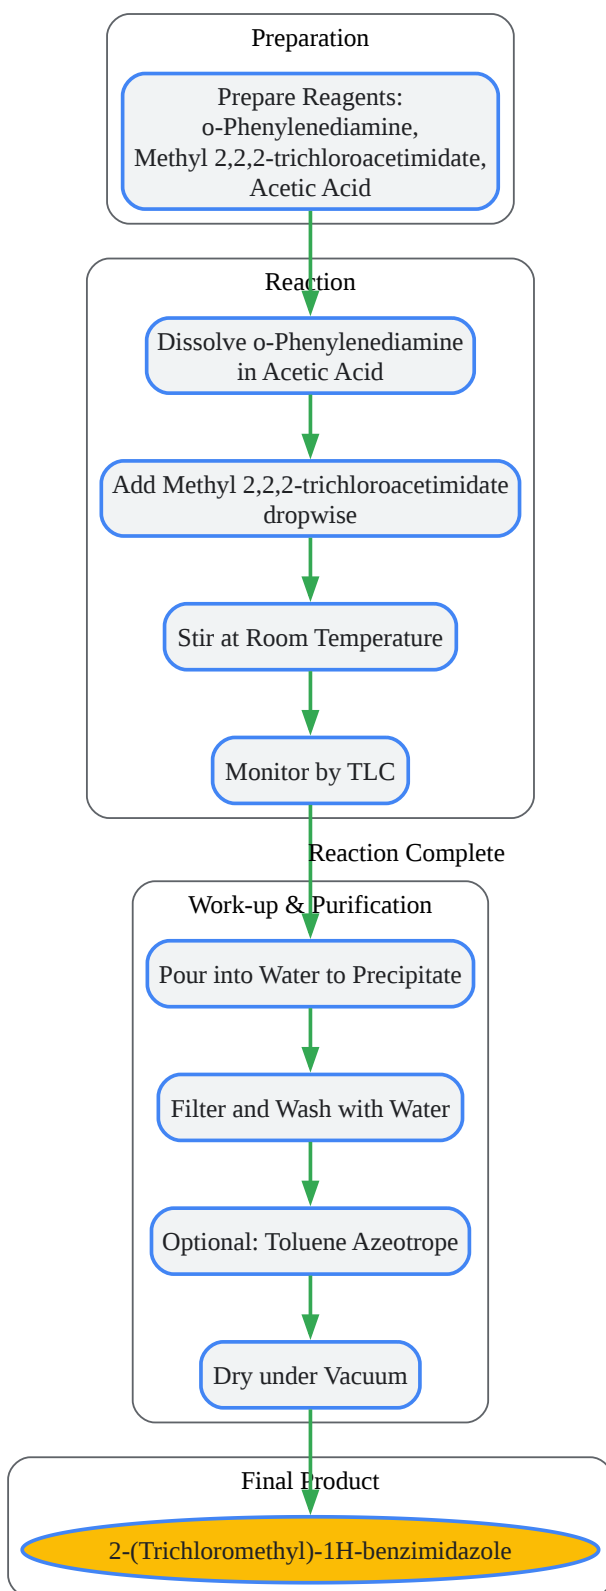 Preparation
Prepare Reagents:
o-Phenylenediamine,
Methyl 2,2,2-trichloroacetimidate,
Acetic Acid
Reaction
Dissolve o-Phenylenediamine
in Acetic Acid
Add Methyl 2,2,2-trichloroacetimidate
dropwise
Stir at Room Temperature
Monitor by TLC
Reaction Complete
Work-up & Purification
Pour into Water to Precipitate
Filter and Wash with Water
Optional: Toluene Azeotrope
Dry under Vacuum
Final Product
2-(Trichloromethyl)-1H-benzimidazole